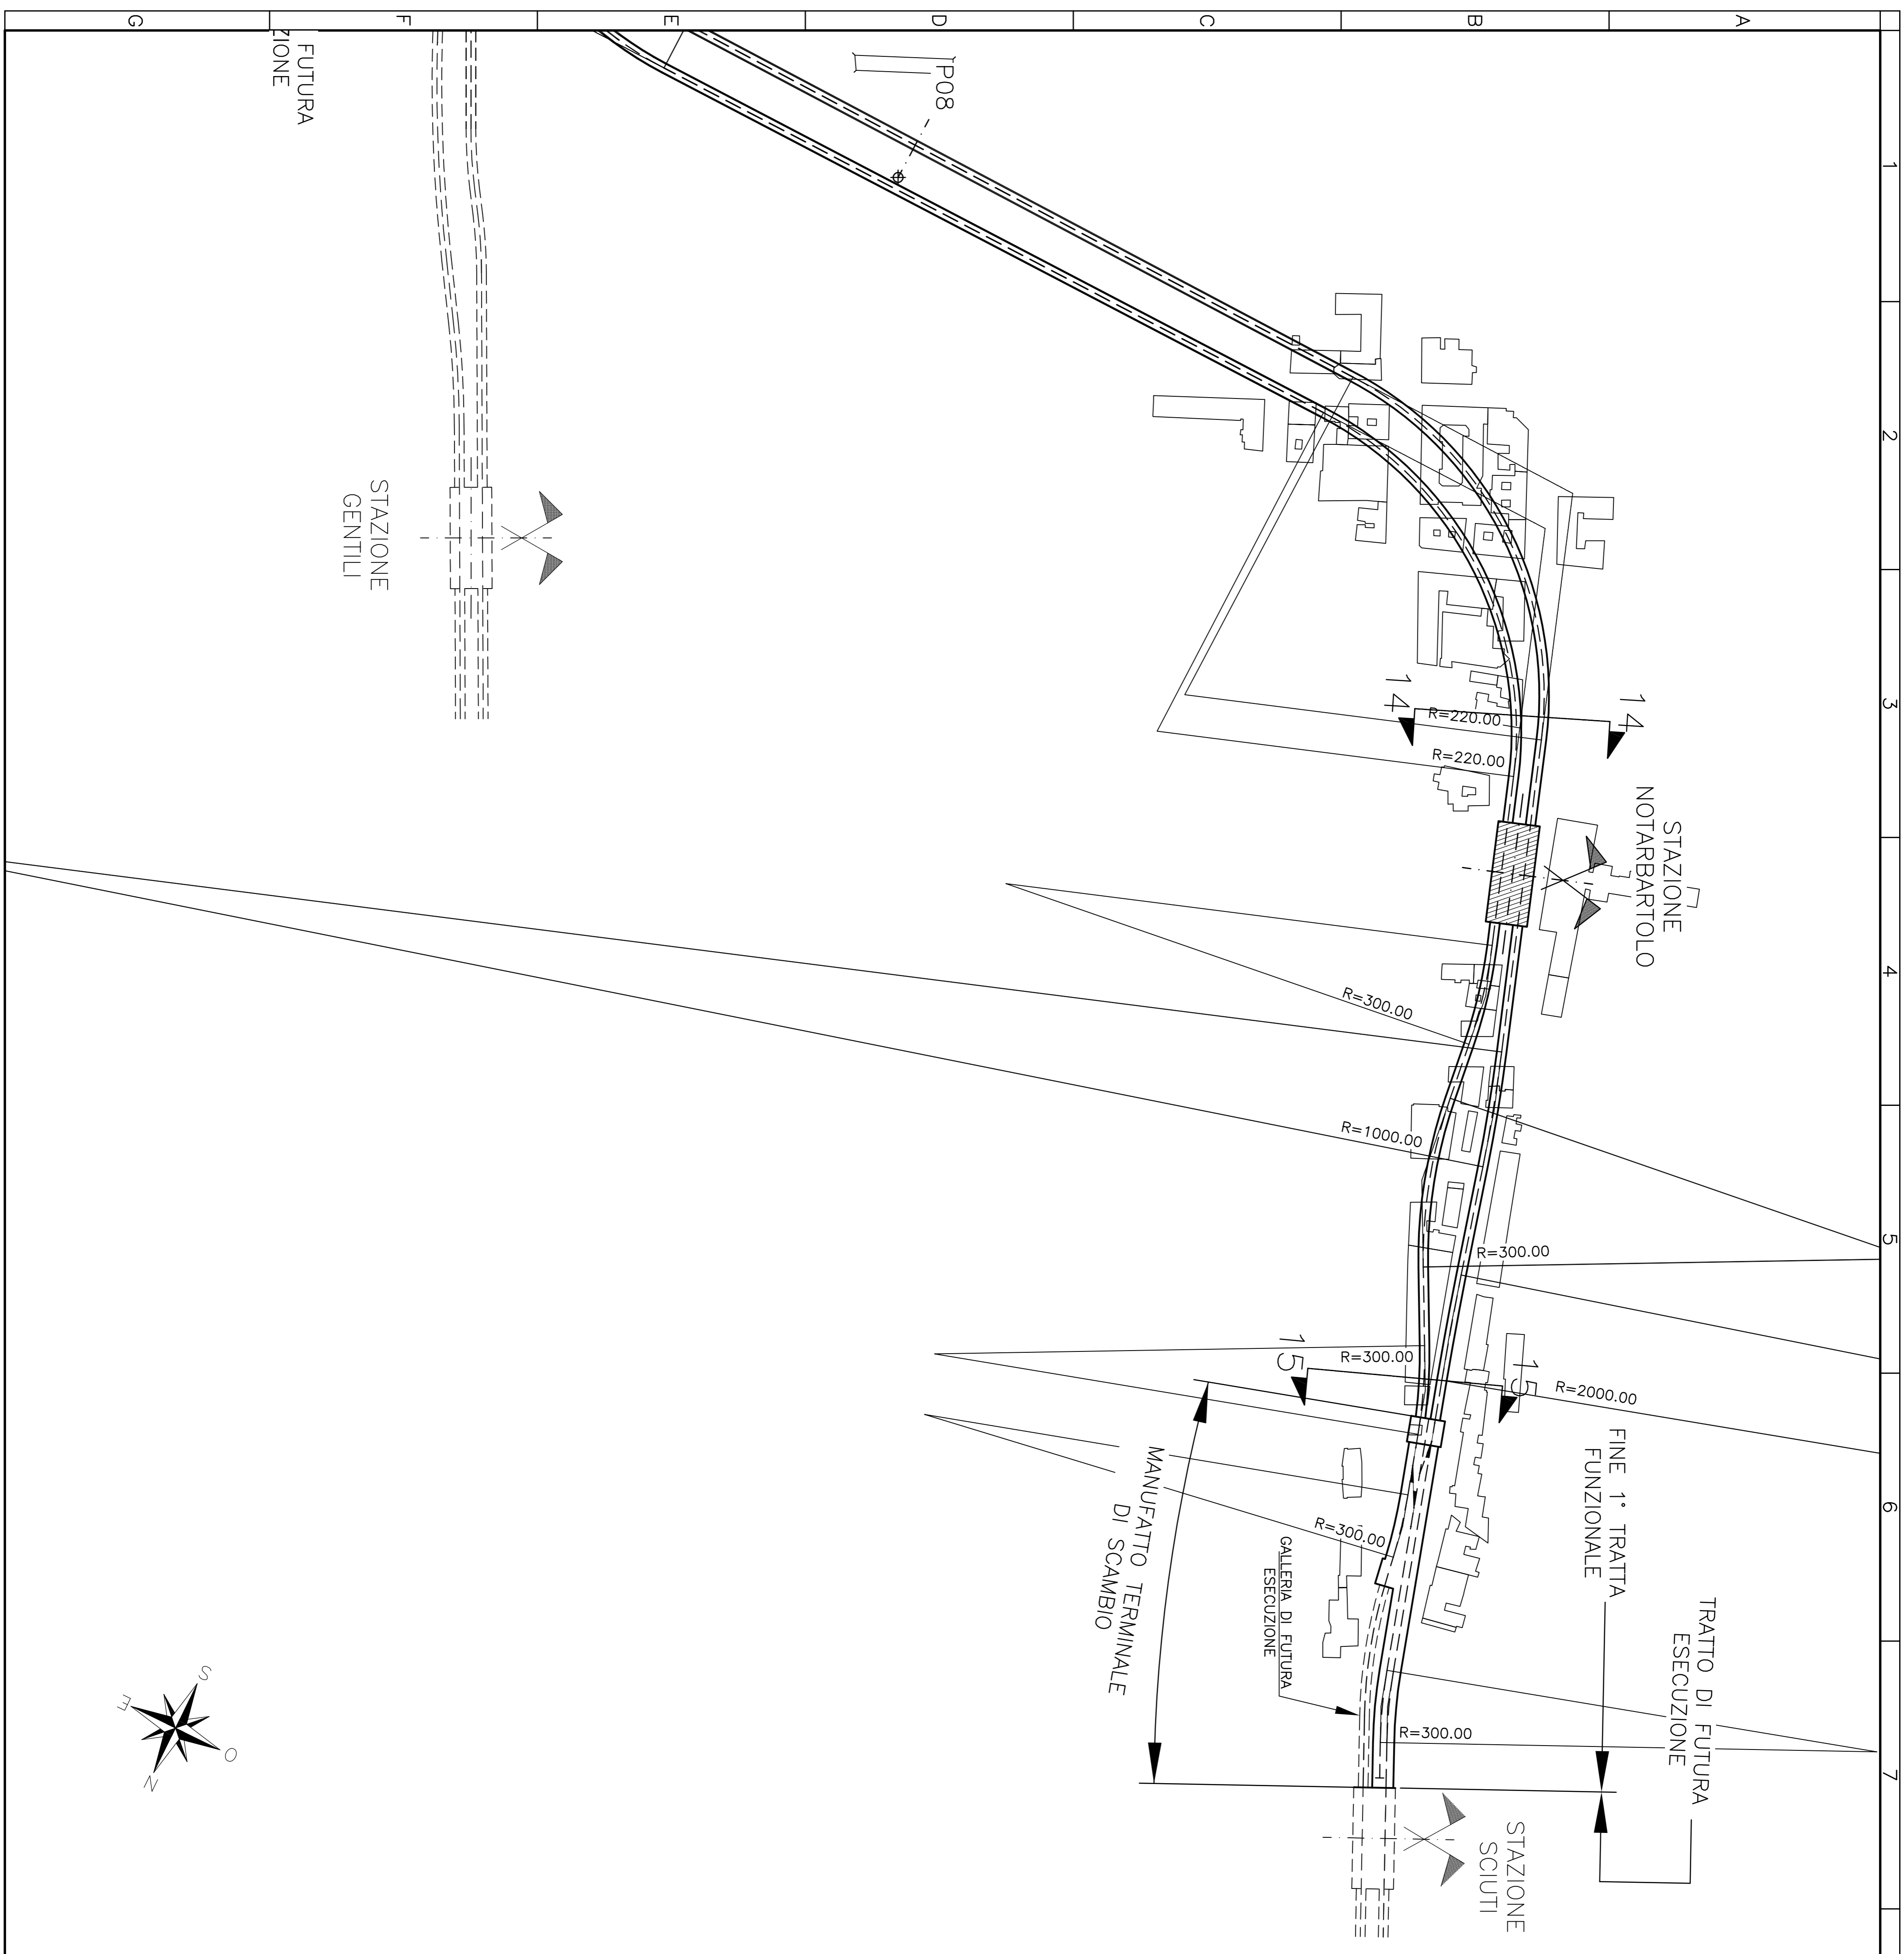 G
F
E
D
C
B
A
1
2
3
4
5
6
7
FUTURA
ZIONE
P08
STAZIONE
GENTILI
14
14
R=220.00
R=220.00
STAZIONE
NOTARBARTOLO
R=300.00
R=1000.00
R=300.00
15
15
R=300.00
R=2000.00
FINE 1° TRATTA
FUNZIONALE
TRATTO DI FUTURA
ESECUZIONE
MANUFATTO TERMINALE
DI SCAMBIO
R=300.00
GALLERIA DI FUTURA
ESECUZIONE
R=300.00
STAZIONE
SCIUTI
S
E
O
N